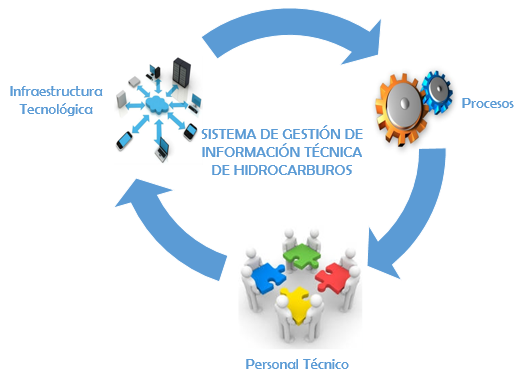 Infraestructura
Tecnológica
Procesos
SISTEMA DE GESTIÓN DE
INFORMACIÓN TÉCNICA
DE HIDROCARBUROS
Personal Técnico